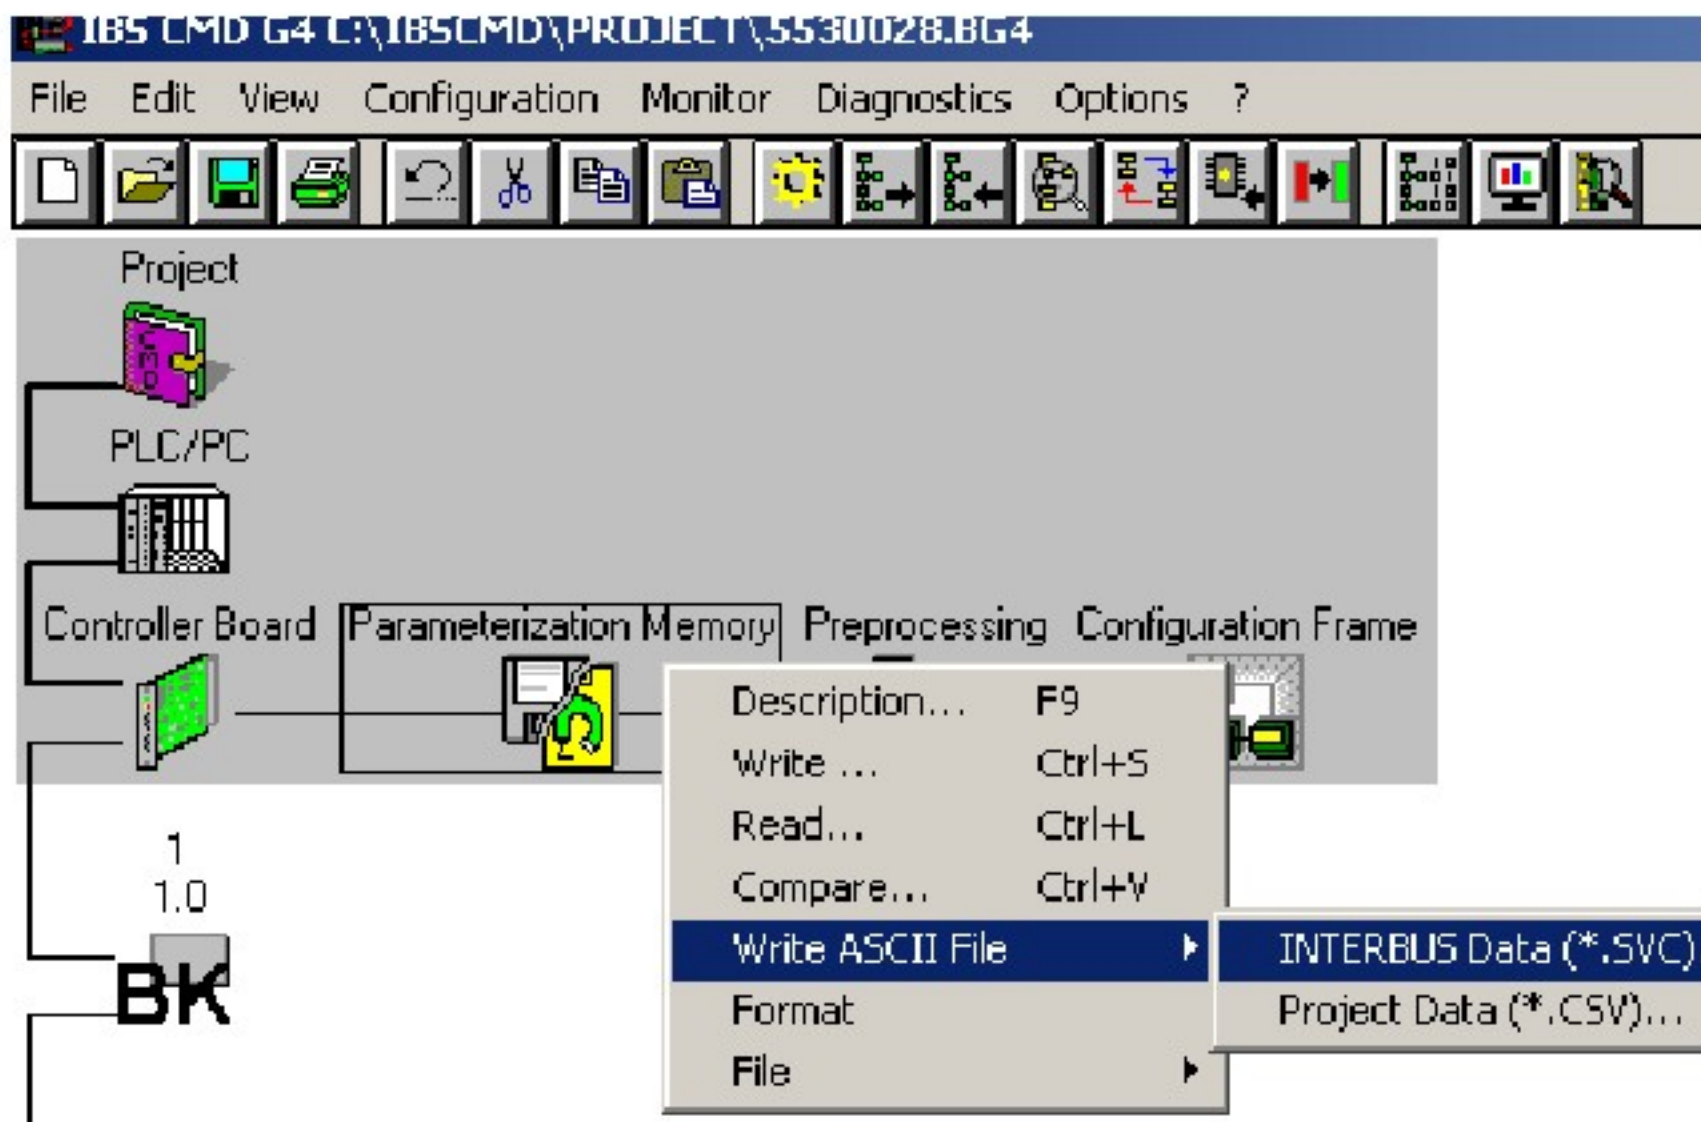 IBS CMD G4 C:\IBSCMD\PROJECT\5530028.BG4
File Edit View Configuration Monitor Diagnostics Options ?
Project
PLC/PC
Controller Board Parameterization Memory Preprocessing Configuration Frame
Description... F9
Write ... Ctrl+S
Read... Ctrl+L
Compare... Ctrl+V
Write ASCII File
Format
File
INTERBUS Data (*.SVC)
Project Data (*.CSV)...
1
1.0
BK